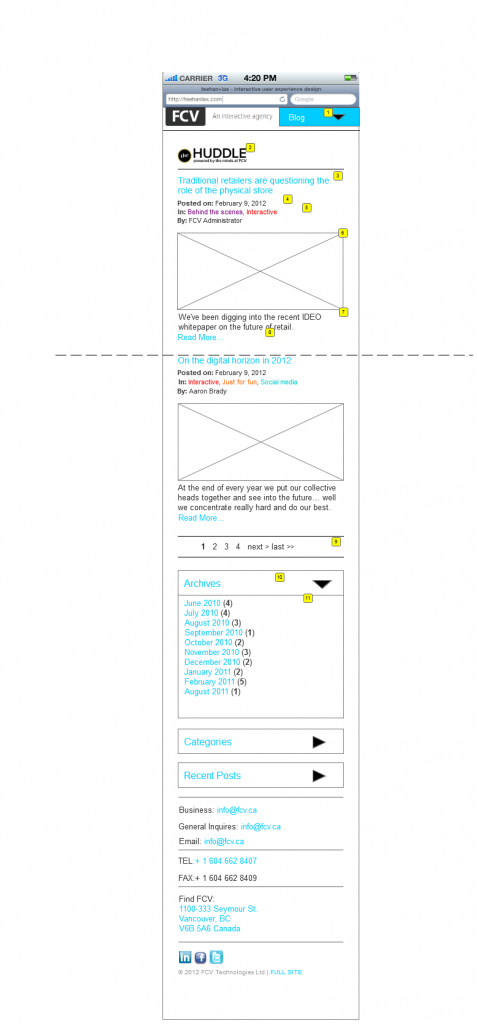 CARRIER 3G 4:20 PM
teehan+lax - interactive user experience design
http://teehanlax.com Google
FCV An interactive agency Blog 1
the HUDDLE 2
powered by the minds at FCV
Traditional retailers are questioning the 3
role of the physical store
Posted on: February 9, 2012 4
In: Behind the scenes, Interactive 5
By: FCV Administrator
6
7
We've been digging into the recent IDEO
whitepaper on the future of retail.
Read More... 8
On the digital horizon in 2012
Posted on: February 9, 2012
In: Interactive, Just for fun, Social media
By: Aaron Brady
At the end of every year we put our collective
heads together and see into the future... well
we concentrate really hard and do our best.
Read More...
1 2 3 4 next > last >> 9
Archives 10
11
June 2010 (4)
July 2010 (4)
August 2010 (3)
September 2010 (1)
October 2010 (2)
November 2010 (3)
December 2010 (2)
January 2011 (2)
February 2011 (5)
August 2011 (1)
Categories
Recent Posts
Business: info@fcv.ca
General Inquires: info@fcv.ca
Email: info@fcv.ca
TEL:+ 1 604 662 8407
FAX:+ 1 604 662 8409
Find FCV:
1100-333 Seymour St.
Vancouver, BC
V6B 5A6 Canada
in f t
© 2012 FCV Technologies Ltd | FULL SITE